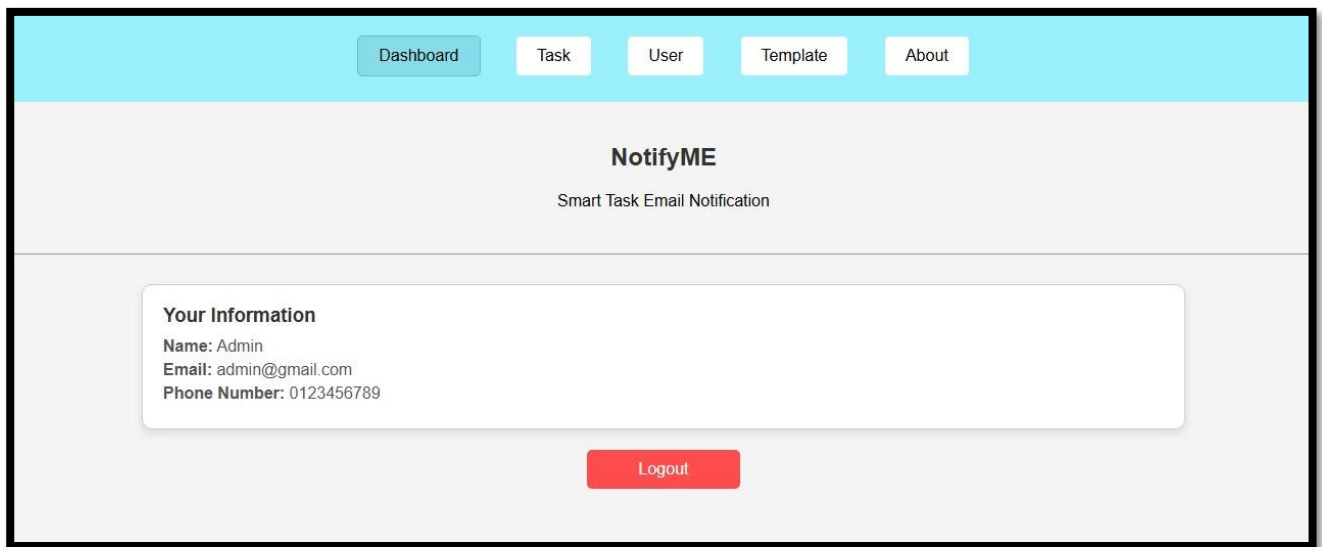 Dashboard Task User Template About
NotifyME
Smart Task Email Notification
Your Information
Name: Admin
Email: admin@gmail.com
Phone Number: 0123456789
Logout